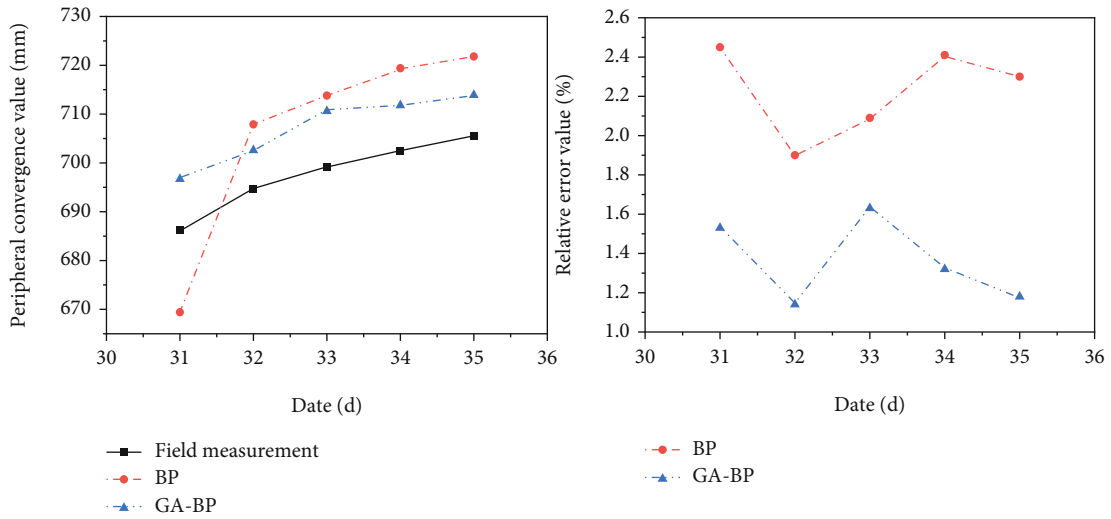 Peripheral convergence value (mm)
730
720
710
700
690
680
670
30 31 32 33 34 35 36
Date (d)
Field measurement
BP
GA-BP
Relative error value (%)
2.6
2.4
2.2
2.0
1.8
1.6
1.4
1.2
1.0
30 31 32 33 34 35 36
Date (d)
BP
GA-BP